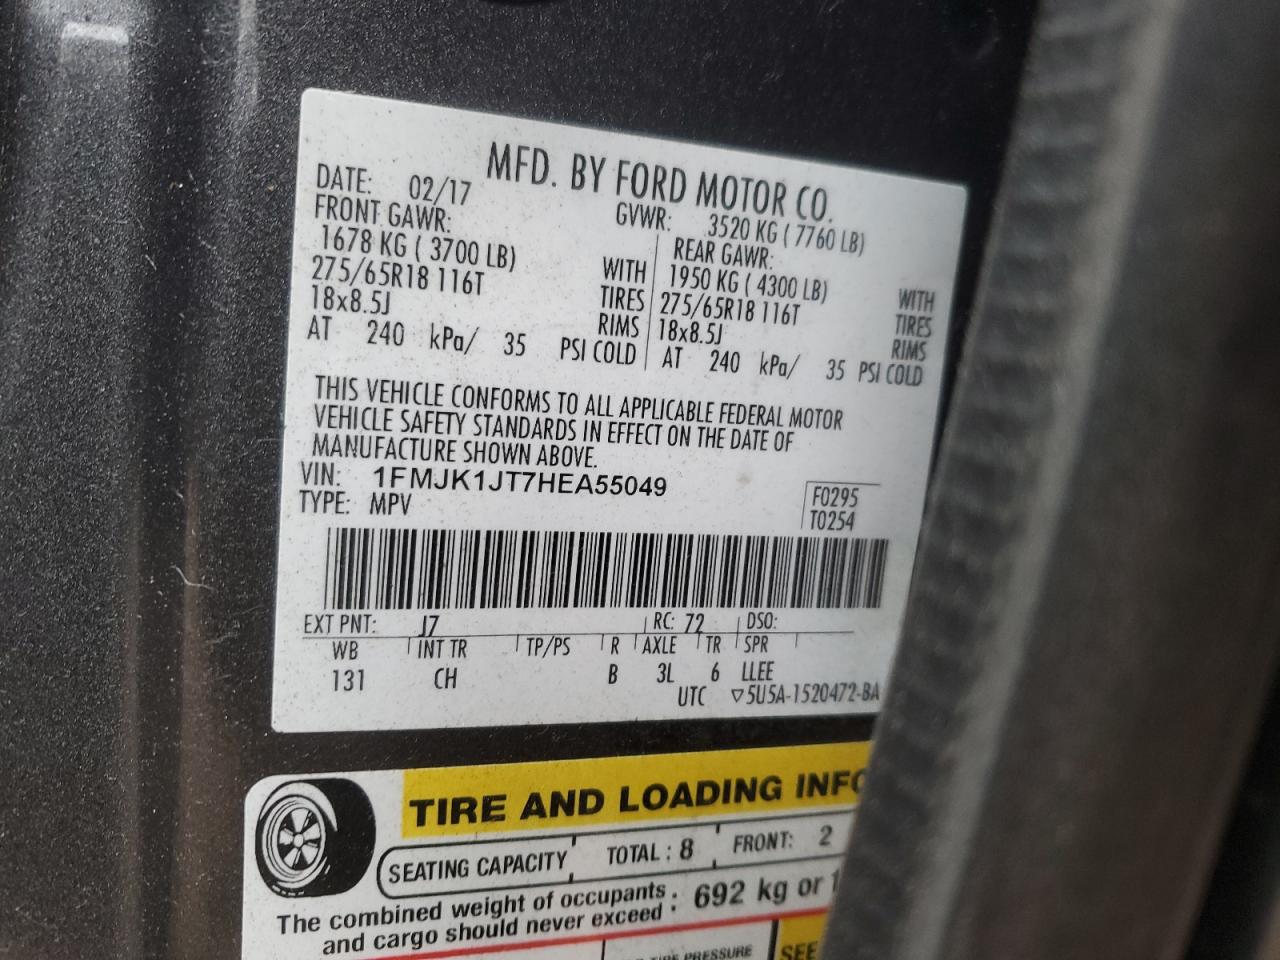 MFD. BY FORD MOTOR CO.
DATE: 02/17 GVWR: 3520 KG ( 7760 LB)
FRONT GAWR: REAR GAWR:
1678 KG ( 3700 LB) WITH 1950 KG ( 4300 LB) WITH
275/65R18 116T TIRES 275/65R18 116T TIRES
18x8.5J RIMS 18x8.5J RIMS
AT 240 kPa/ 35 PSI COLD AT 240 kPa/ 35 PSI COLD
THIS VEHICLE CONFORMS TO ALL APPLICABLE FEDERAL MOTOR
VEHICLE SAFETY STANDARDS IN EFFECT ON THE DATE OF
MANUFACTURE SHOWN ABOVE.
VIN: 1FMJK1JT7HEA55049
TYPE: MPV
F0295
T0254
EXT PNT: J7 RC: 72 DSO:
WB INT TR TP/PS R AXLE TR SPR
131 CH B 3L 6 LLEE
UTC ▽5U5A-1520472-BA
TIRE AND LOADING INFO
SEATING CAPACITY TOTAL : 8 FRONT: 2
The combined weight of occupants
and cargo should never exceed : 692 kg or 1
PRESSURE
SEE